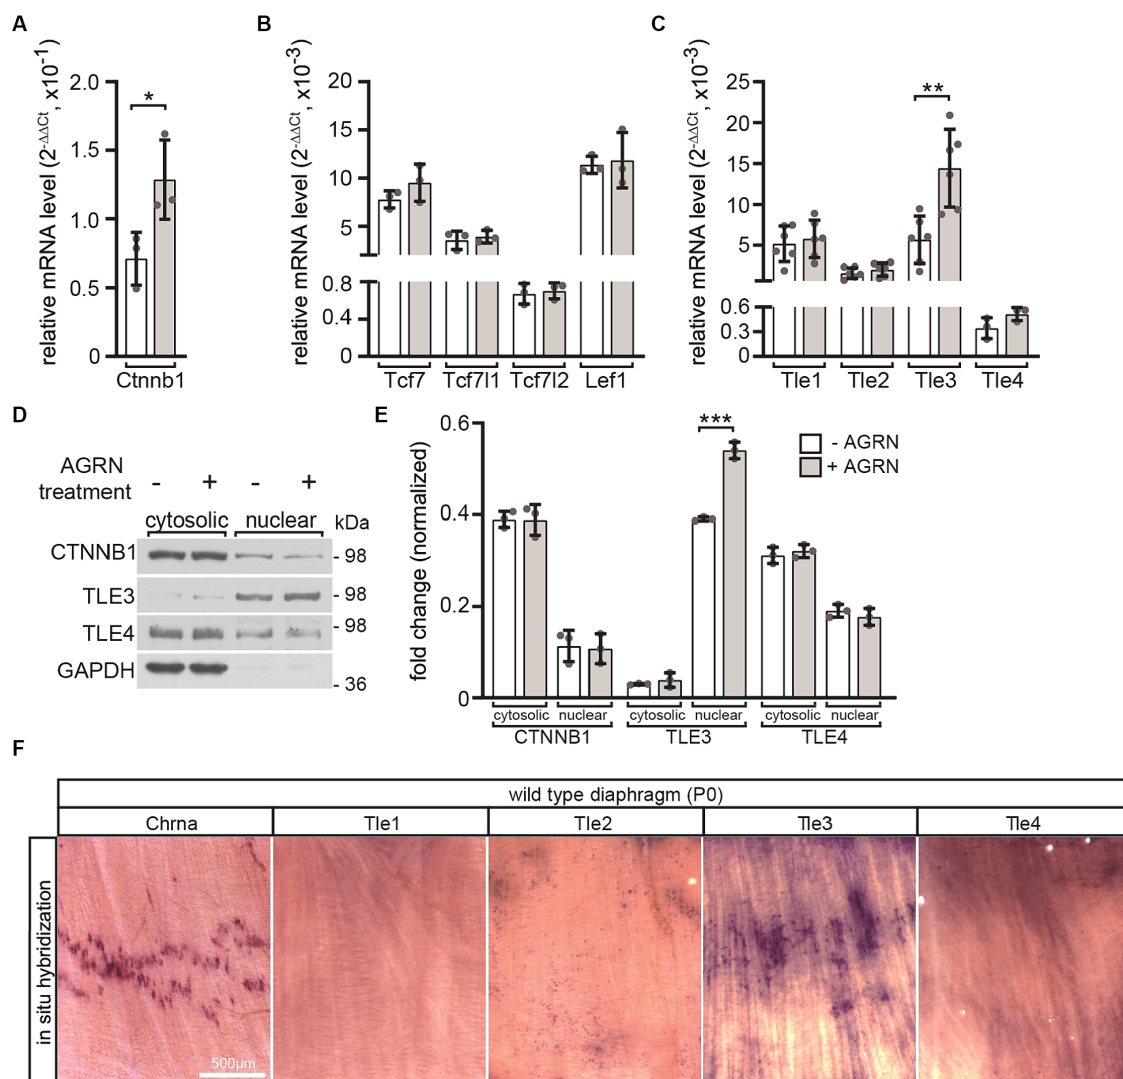 A
relative mRNA level (2-ΔΔCt, x10-1)
2.0
1.5
1.0
0.5
0
*
Ctnnb1
B
relative mRNA level (2-ΔΔCt, x10-3)
20
15
10
5
0.8
0.4
0
Tcf7 Tcf7l1 Tcf7l2 Lef1
C
relative mRNA level (2-ΔΔCt, x10-3)
25
20
15
10
5
0.6
0.3
0
**
Tle1 Tle2 Tle3 Tle4
D
AGRN
treatment - + - +
cytosolic nuclear kDa
CTNNB1 - 98
TLE3 - 98
TLE4 - 98
GAPDH
- 36
E
fold change (normalized)
0.6
0.4
0.2
0
***
- AGRN
+ AGRN
cytosolic nuclear cytosolic nuclear cytosolic nuclear
CTNNB1 TLE3 TLE4
F
wild type diaphragm (P0)
Chrna Tle1 Tle2 Tle3 Tle4
in situ hybridization
500µm